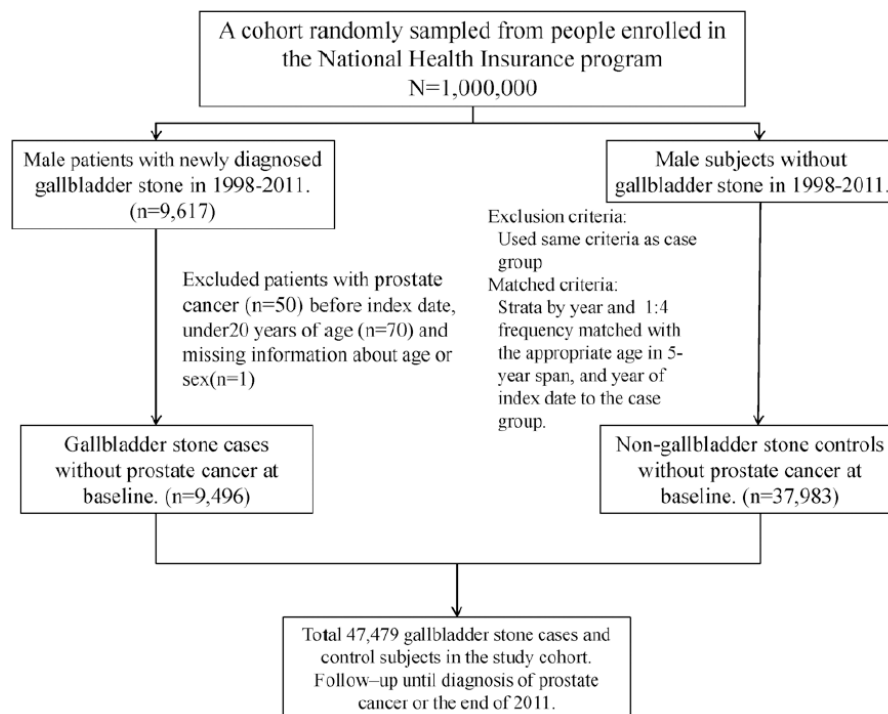 A cohort randomly sampled from people enrolled in
the National Health Insurance program
N=1,000,000
Male patients with newly diagnosed
gallbladder stone in 1998-2011.
(n=9,617)
Male subjects without
gallbladder stone in 1998-2011.
Excluded patients with prostate
cancer (n=50) before index date,
under20 years of age (n=70) and
missing information about age or
sex(n=1)
Exclusion criteria:
Used same criteria as case
group
Matched criteria:
Strata by year and 1:4
frequency matched with
the appropriate age in 5-
year span, and year of
index date to the case
group.
Gallbladder stone cases
without prostate cancer at
baseline. (n=9,496)
Non-gallbladder stone controls
without prostate cancer at
baseline. (n=37,983)
Total 47,479 gallbladder stone cases and
control subjects in the study cohort.
Follow–up until diagnosis of prostate
cancer or the end of 2011.